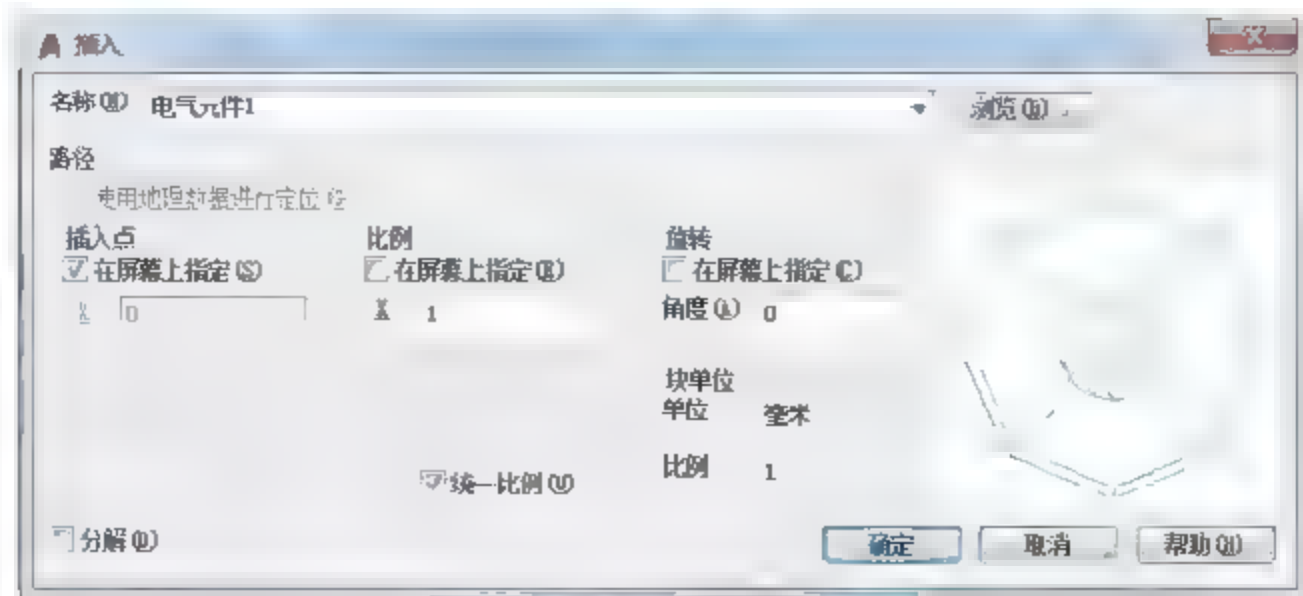 插入
名称(N) 电气元件1 浏览(B)
路径
使用地理数据进行定位
插入点 比例 旋转
在屏幕上指定(S) 在屏幕上指定(E) 在屏幕上指定(C)
X 0 X 1 角度(A) 0
块单位
单位 毫米
统一比例(U) 比例 1
分解(D) 确定 取消 帮助(H)